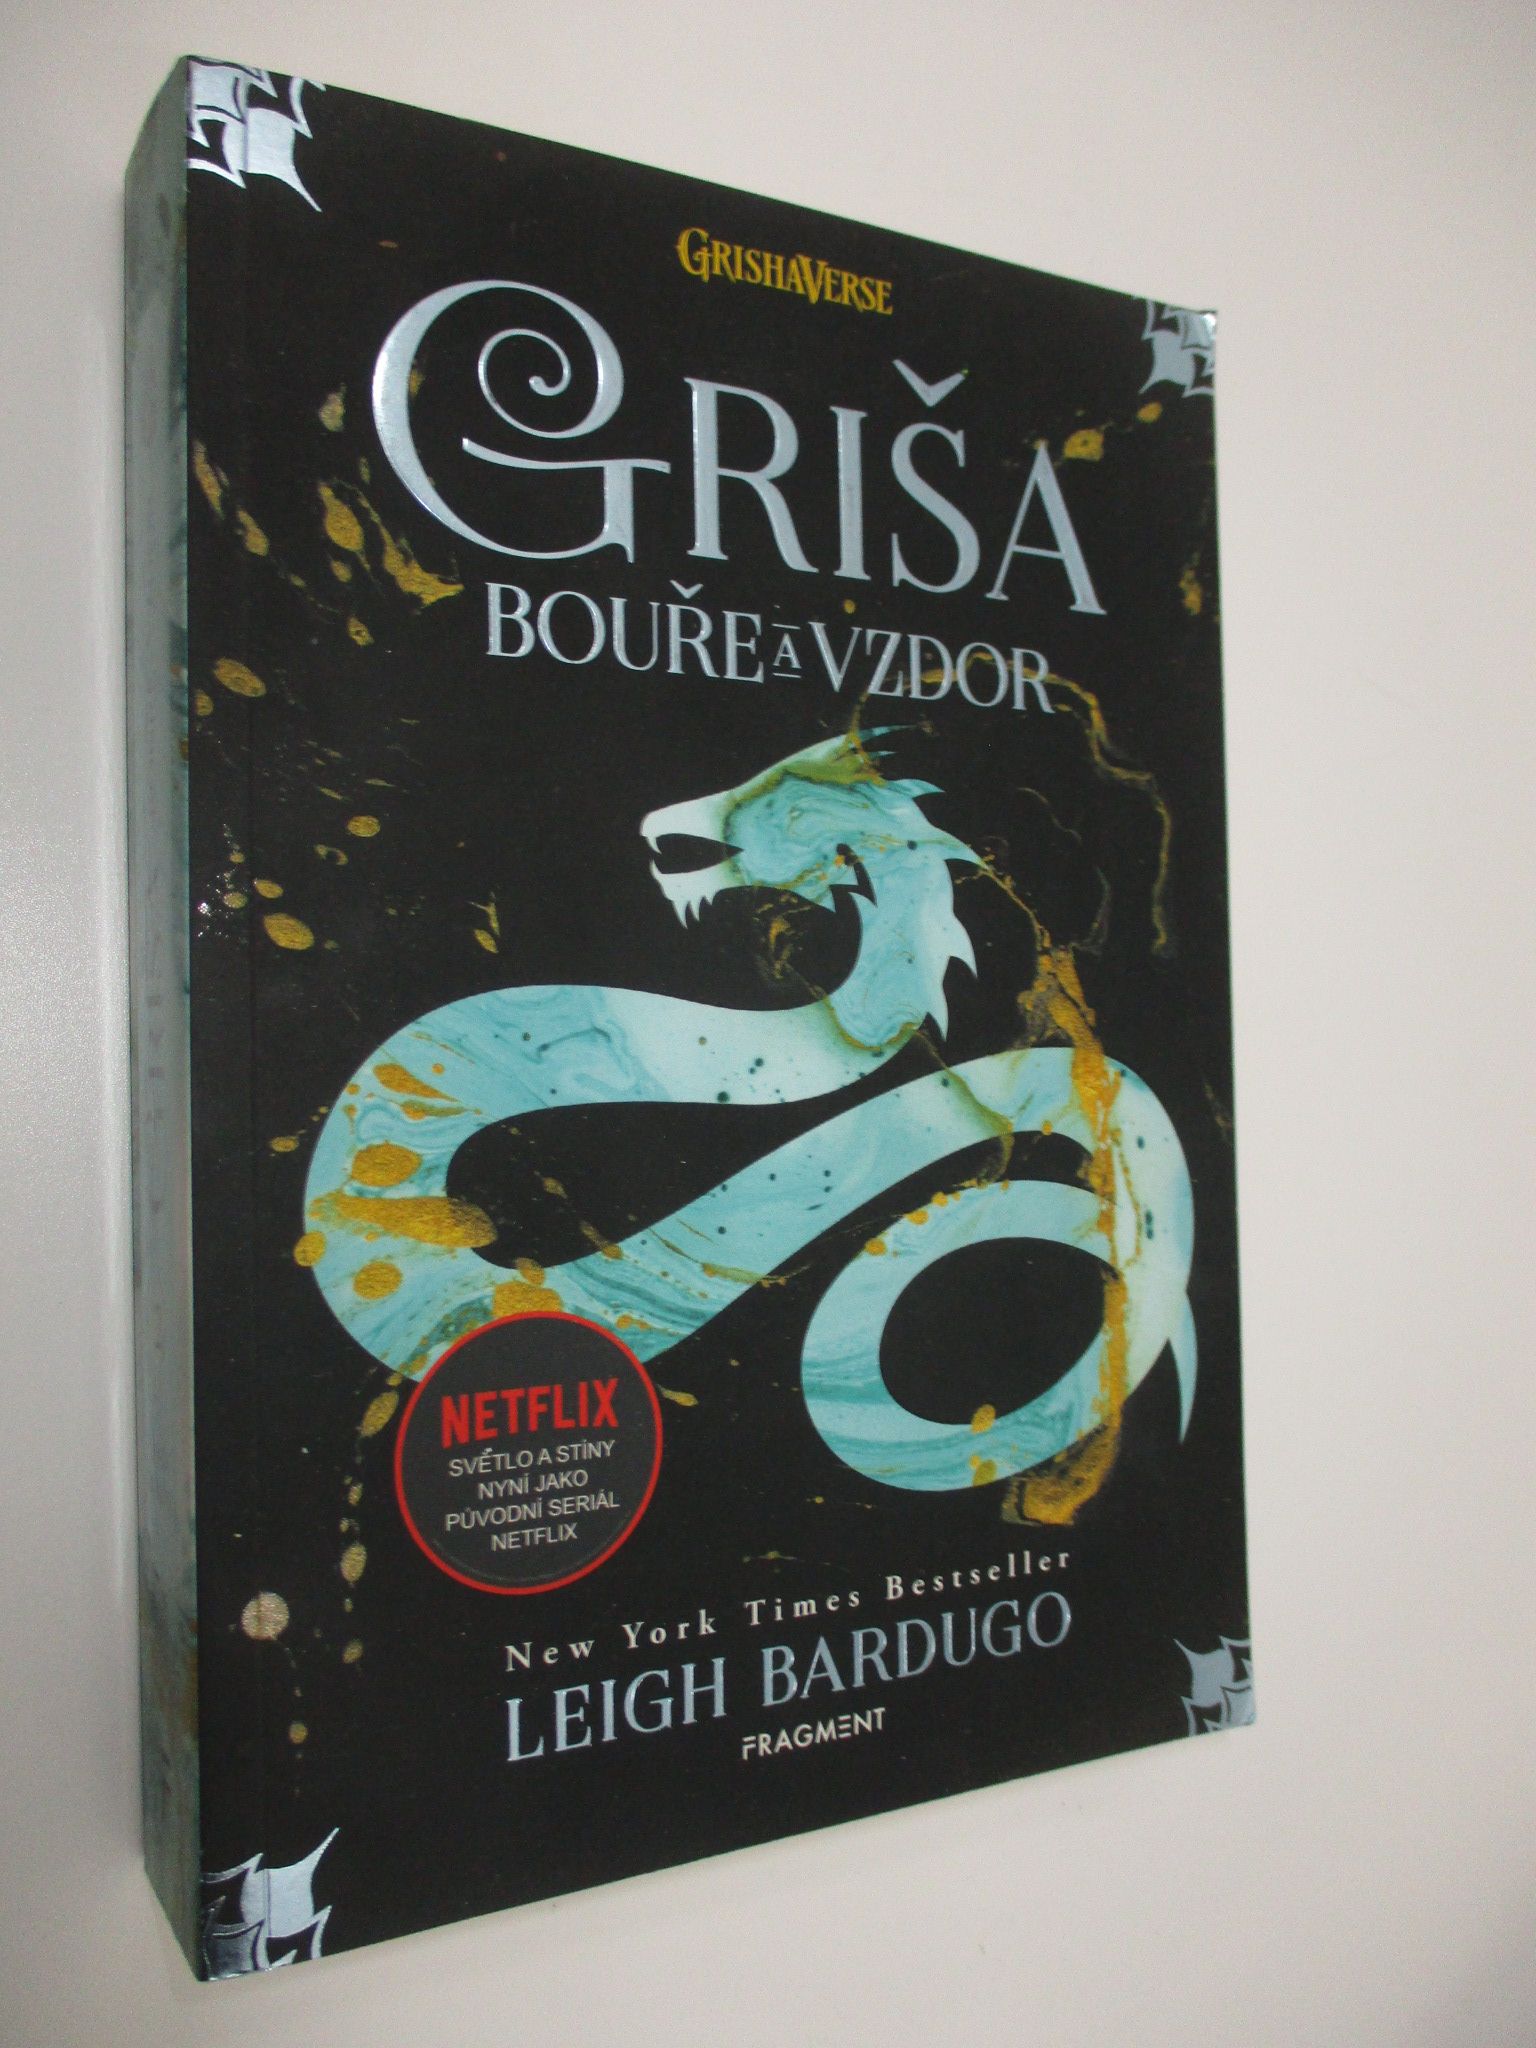 GRISHAVERSE
GRIŠA
BOUŘE A VZDOR
NETFLIX
SVĚTLO A STÍNY
NYNÍ JAKO
PŮVODNÍ SERIÁL
NETFLIX
New York Times Bestseller
LEIGH BARDUGO
FRAGMENT